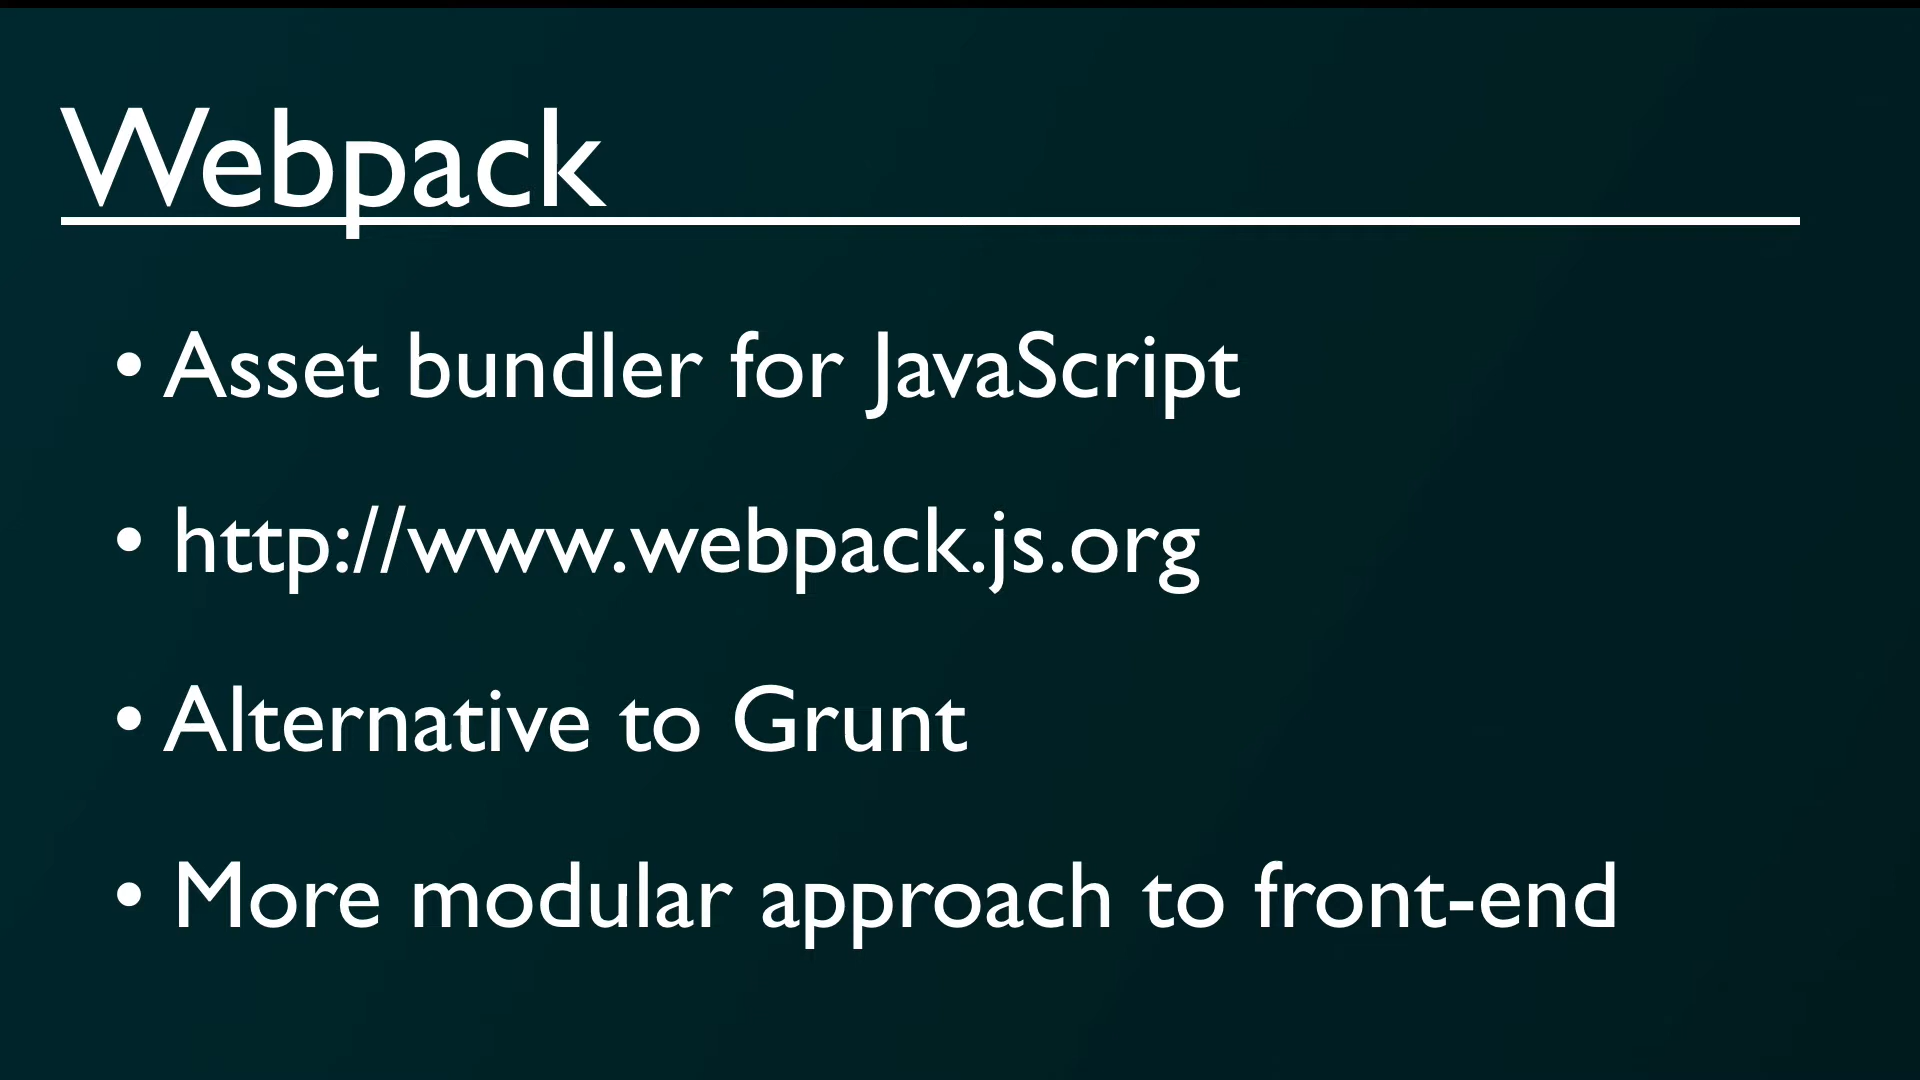 Webpack
• Asset bundler for JavaScript
• http://www.webpack.js.org
• Alternative to Grunt
• More modular approach to front-end